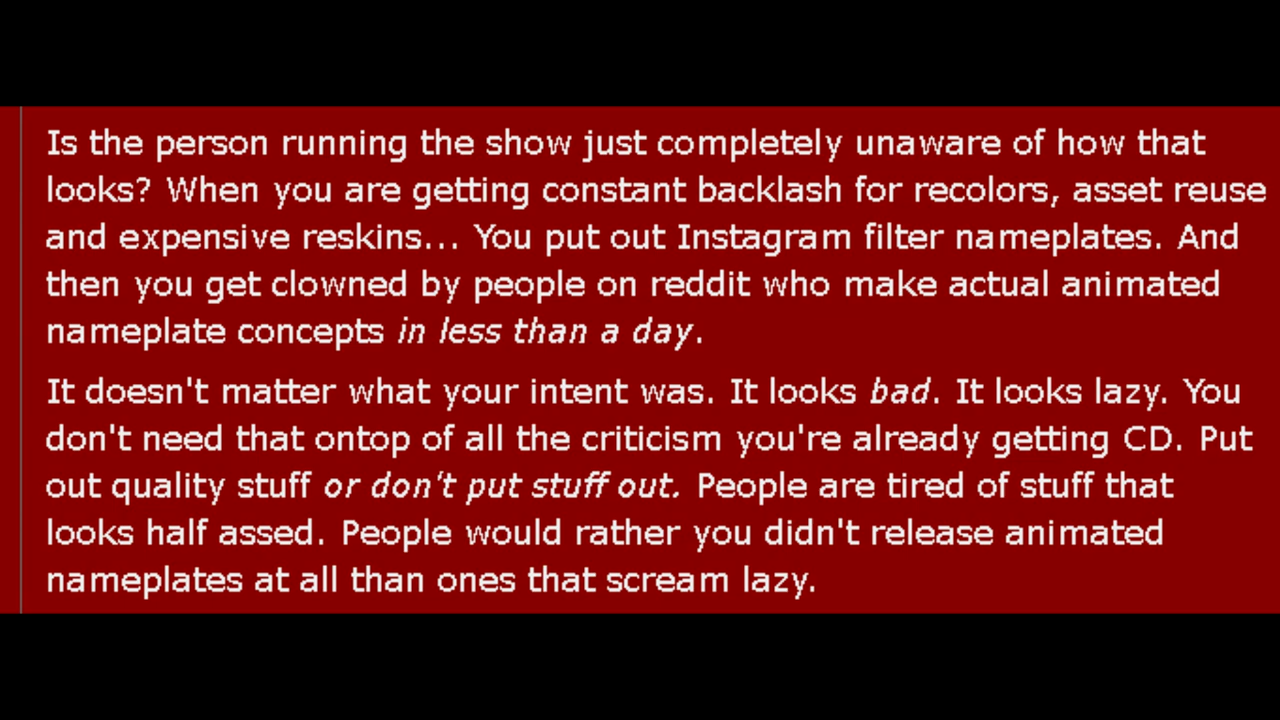 Is the person running the show just completely unaware of how that
looks? When you are getting constant backlash for recolors, asset reuse
and expensive reskins... You put out Instagram filter nameplates. And
then you get clowned by people on reddit who make actual animated
nameplate concepts in less than a day.
It doesn't matter what your intent was. It looks bad. It looks lazy. You
don't need that ontop of all the criticism you're already getting CD. Put
out quality stuff or don't put stuff out. People are tired of stuff that
looks half assed. People would rather you didn't release animated
nameplates at all than ones that scream lazy.